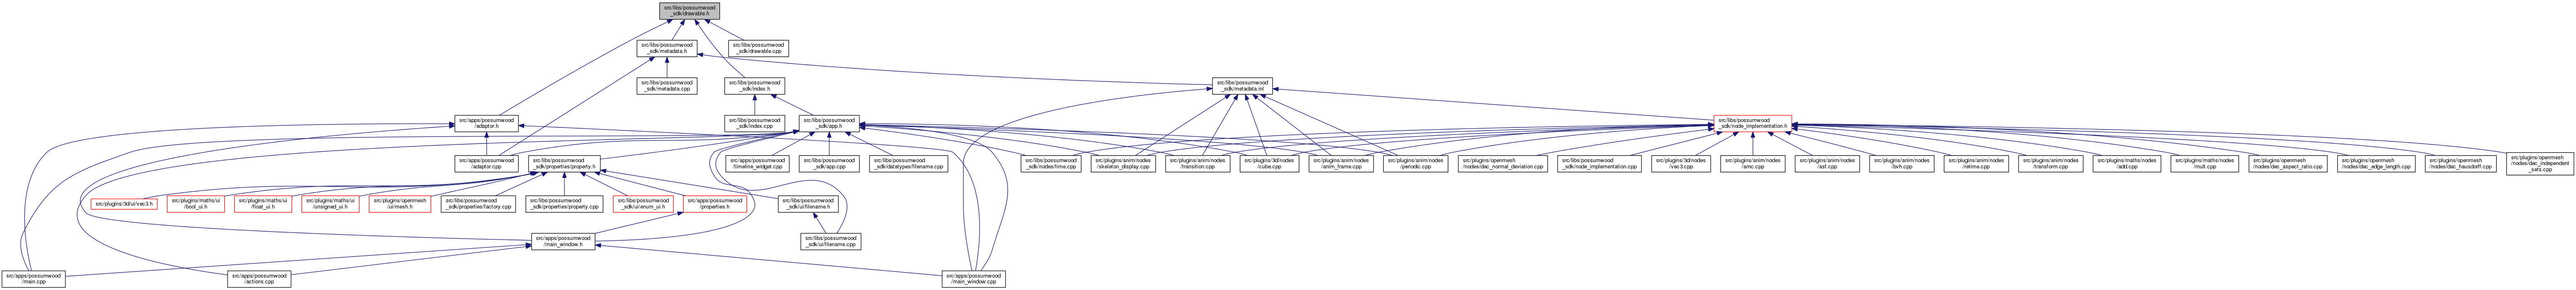 src/libs/possumwood
_sdk/drawable.h
src/libs/possumwood
_sdk/metadata.h
src/libs/possumwood
_sdk/drawable.cpp
src/libs/possumwood
_sdk/metadata.cpp
src/libs/possumwood
_sdk/index.h
src/libs/possumwood
_sdk/metadata.inl
src/apps/possumwood
/adaptor.h
src/libs/possumwood
_sdk/index.cpp
src/libs/possumwood
_sdk/app.h
src/libs/possumwood
_sdk/node_implementation.h
src/apps/possumwood
/adaptor.cpp
src/libs/possumwood
_sdk/properties/property.h
src/apps/possumwood
/timeline_widget.cpp
src/libs/possumwood
_sdk/app.cpp
src/libs/possumwood
_sdk/datatypes/filename.cpp
src/libs/possumwood
_sdk/nodes/time.cpp
src/plugins/anim/nodes
/skeleton_display.cpp
src/plugins/anim/nodes
/transition.cpp
src/plugins/3d/nodes
/cube.cpp
src/plugins/anim/nodes
/anim_frame.cpp
src/plugins/anim/nodes
/periodic.cpp
src/plugins/openmesh
/nodes/dec_normal_deviation.cpp
src/libs/possumwood
_sdk/node_implementation.cpp
src/plugins/3d/nodes
/vec3.cpp
src/plugins/anim/nodes
/amc.cpp
src/plugins/anim/nodes
/asf.cpp
src/plugins/anim/nodes
/bvh.cpp
src/plugins/anim/nodes
/retime.cpp
src/plugins/anim/nodes
/transform.cpp
src/plugins/maths/nodes
/add.cpp
src/plugins/maths/nodes
/mult.cpp
src/plugins/openmesh
/nodes/dec_aspect_ratio.cpp
src/plugins/openmesh
/nodes/dec_edge_length.cpp
src/plugins/openmesh
/nodes/dec_hausdorff.cpp
src/plugins/openmesh
/nodes/dec_independent
_sets.cpp
src/plugins/3d/ui/vec3.h
src/plugins/maths/ui
/bool_ui.h
src/plugins/maths/ui
/float_ui.h
src/plugins/maths/ui
/unsigned_ui.h
src/plugins/openmesh
/ui/mesh.h
src/libs/possumwood
_sdk/properties/factory.cpp
src/libs/possumwood
_sdk/properties/property.cpp
src/libs/possumwood
_sdk/ui/enum_ui.h
src/apps/possumwood
/properties.h
src/libs/possumwood
_sdk/ui/filename.h
src/apps/possumwood
/main_window.h
src/libs/possumwood
_sdk/ui/filename.cpp
src/apps/possumwood
/main.cpp
src/apps/possumwood
/actions.cpp
src/apps/possumwood
/main_window.cpp